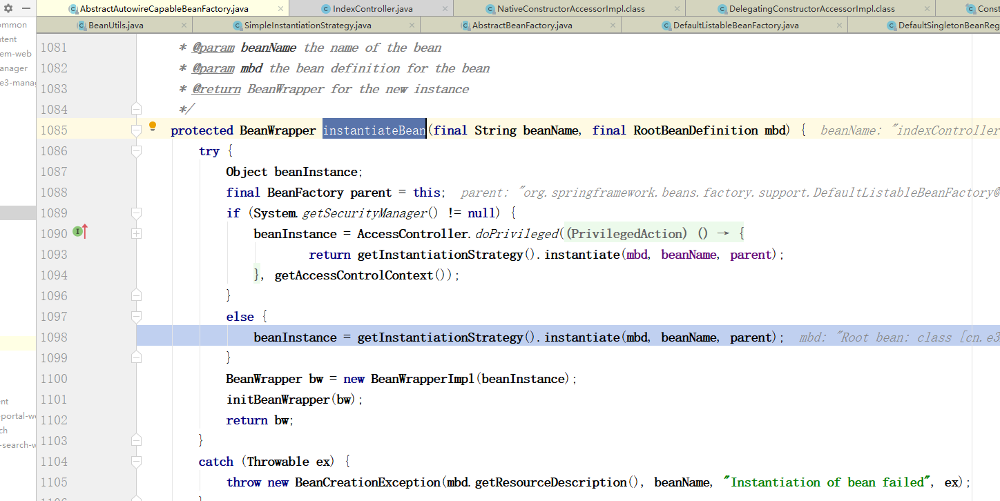 AbstractAutowireCapableBeanFactory.java IndexController.java NativeConstructorAccessorImpl.class DelegatingConstructorAccessorImpl.class Const
BeanUtils.java SimpleInstantiationStrategy.java AbstractBeanFactory.java DefaultListableBeanFactory.java DefaultSingletonBeanReg
ommon
ntent
em-web
anager
e3-mana
ent
portal-we
ch
-search-w
1081 * @param beanName the name of the bean
1082 * @param mbd the bean definition for the bean
1083 * @return BeanWrapper for the new instance
1084 */
1085 protected BeanWrapper instantiateBean(final String beanName, final RootBeanDefinition mbd) { beanName: "indexController
1086 try {
1087 Object beanInstance;
1088 final BeanFactory parent = this; parent: "org.springframework.beans.factory.support.DefaultListableBeanFactory@
1089 if (System.getSecurityManager() != null) {
1090 beanInstance = AccessController.doPrivileged((PrivilegedAction) () → {
1093 return getInstantiationStrategy().instantiate(mbd, beanName, parent);
1094 }, getAccessControlContext());
1096 }
1097 else {
1098 beanInstance = getInstantiationStrategy().instantiate(mbd, beanName, parent); mbd: "Root bean: class [cn.e3
1099 }
1100 BeanWrapper bw = new BeanWrapperImpl(beanInstance);
1101 initBeanWrapper(bw);
1102 return bw;
1103 }
1104 catch (Throwable ex) {
1105 throw new BeanCreationException(mbd.getResourceDescription(), beanName, "Instantiation of bean failed", ex);